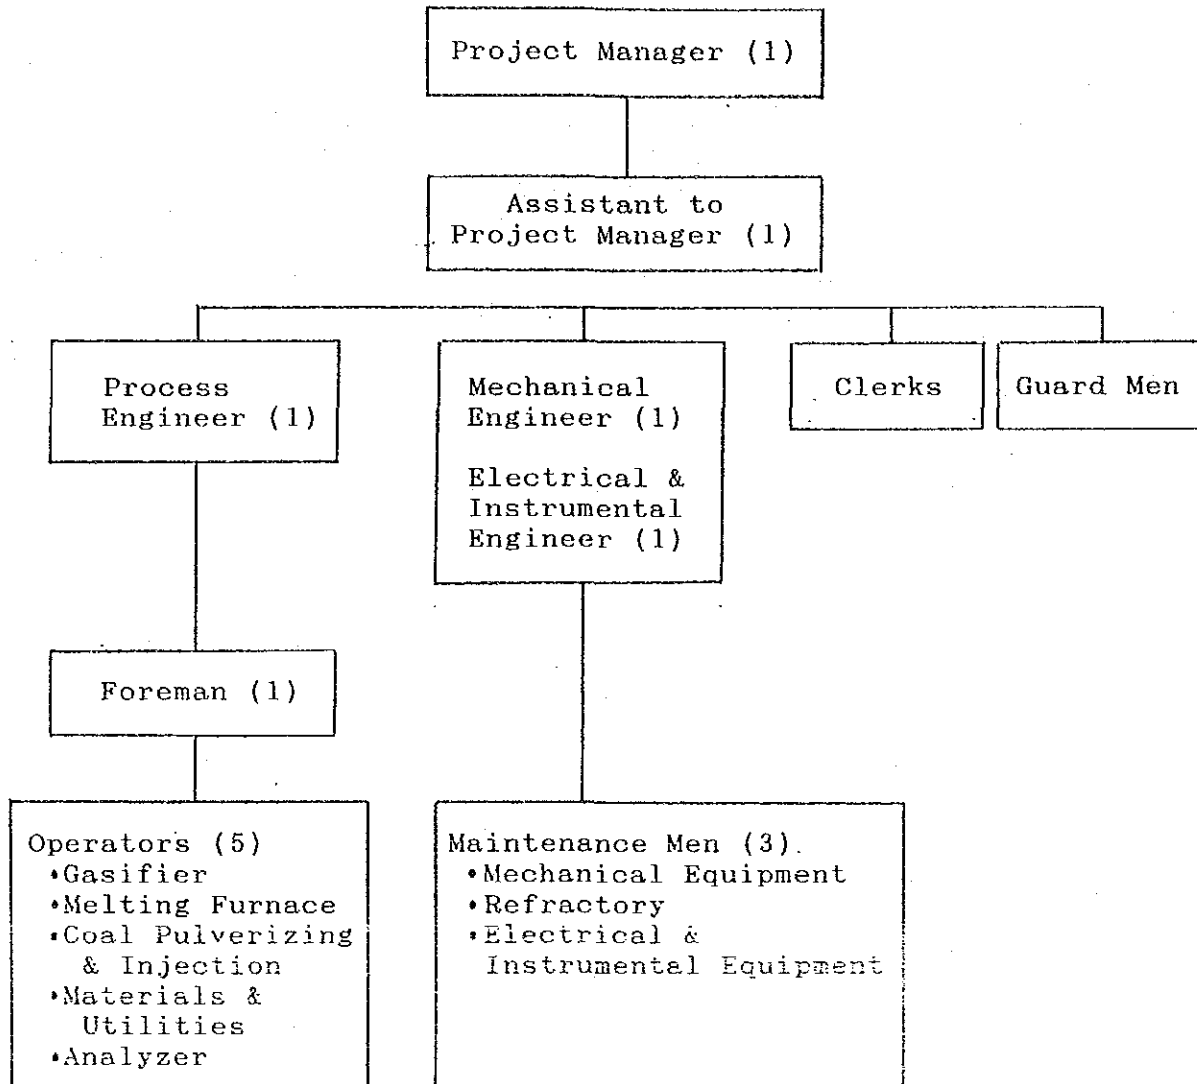 Project Manager (1)
Assistant to
Project Manager (1)
Process
Engineer (1)
Mechanical
Engineer (1)
Electrical &
Instrumental
Engineer (1)
Clerks
Guard Men
Foreman (1)
Operators (5)
•Gasifier
•Melting Furnace
•Coal Pulverizing
& Injection
•Materials &
Utilities
•Analyzer
Maintenance Men (3).
•Mechanical Equipment
•Refractory
•Electrical &
Instrumental Equipment